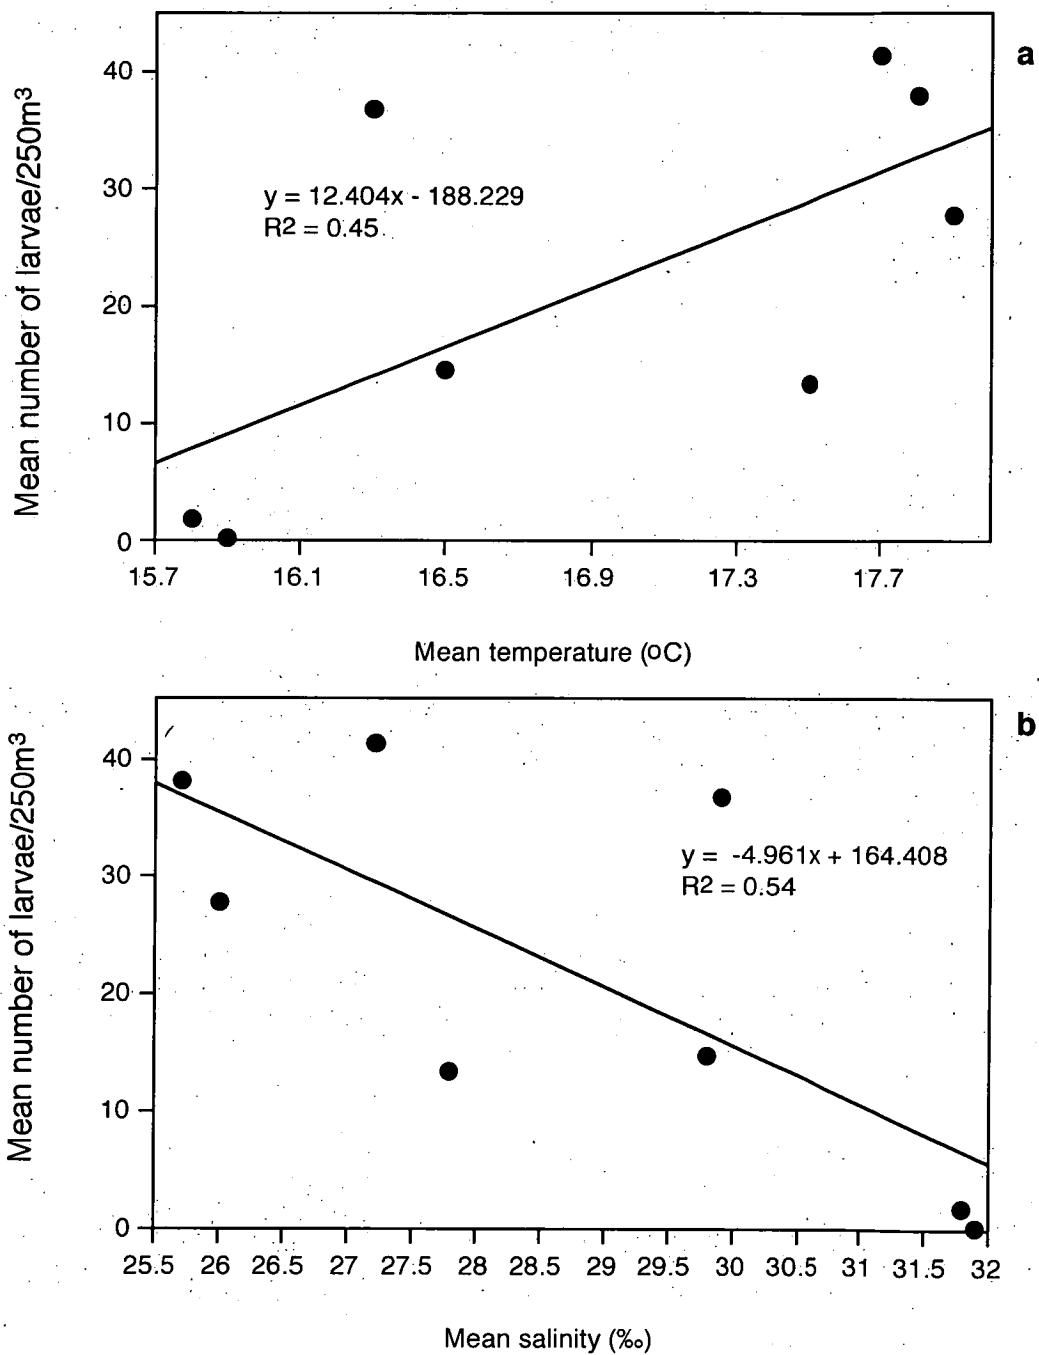 a
Mean number of larvae/250m3
40
30
20
10
0
y = 12.404x - 188.229
R2 = 0.45
15.7 16.1 16.5 16.9 17.3 17.7
Mean temperature (oC)
b
Mean number of larvae/250m3
40
30
20
10
0
y = -4.961x + 164.408
R2 = 0.54
25.5 26 26.5 27 27.5 28 28.5 29 29.5 30 30.5 31 31.5 32
Mean salinity (‰)